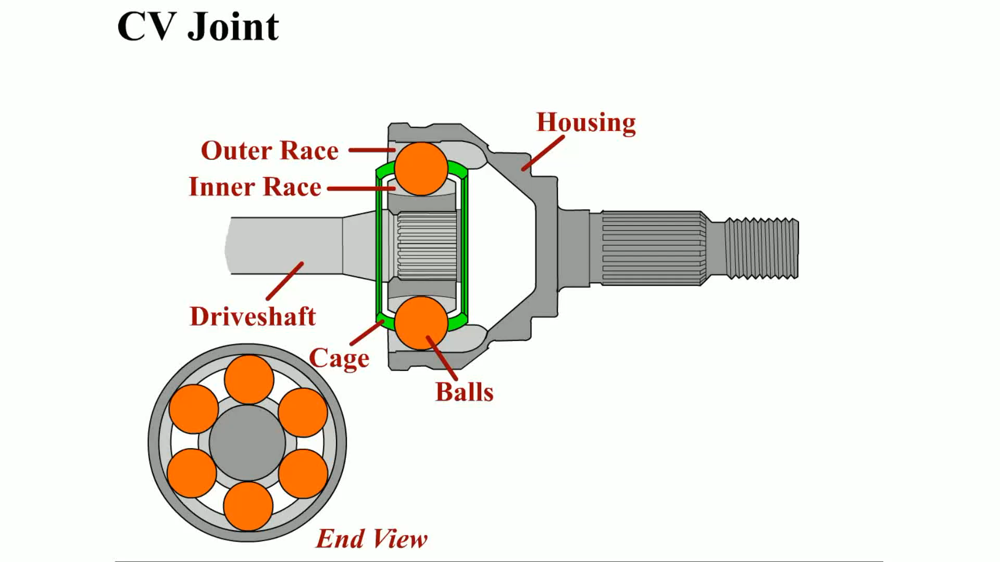 CV Joint
Housing
Outer Race
Inner Race
Driveshaft
Cage
Balls
End View